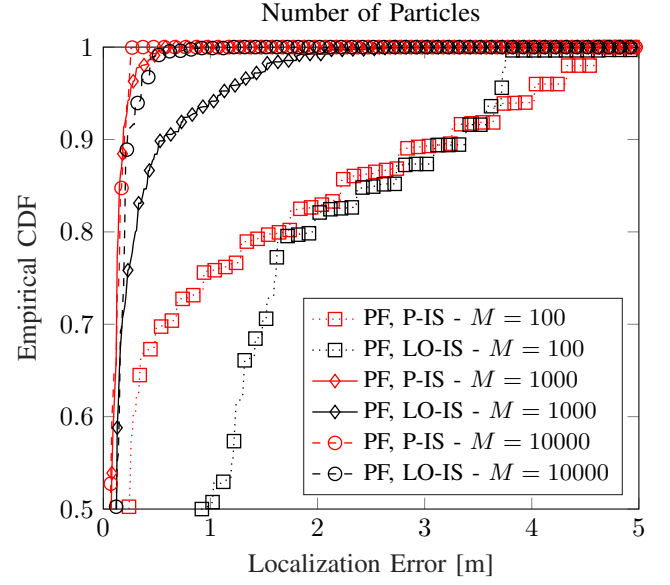 Number of Particles
1
0.9
0.8
0.7
0.6
0.5
Empirical CDF
PF, P-IS - M = 100
PF, LO-IS - M = 100
PF, P-IS - M = 1000
PF, LO-IS - M = 1000
PF, P-IS - M = 10000
PF, LO-IS - M = 10000
0 1 2 3 4 5
Localization Error [m]